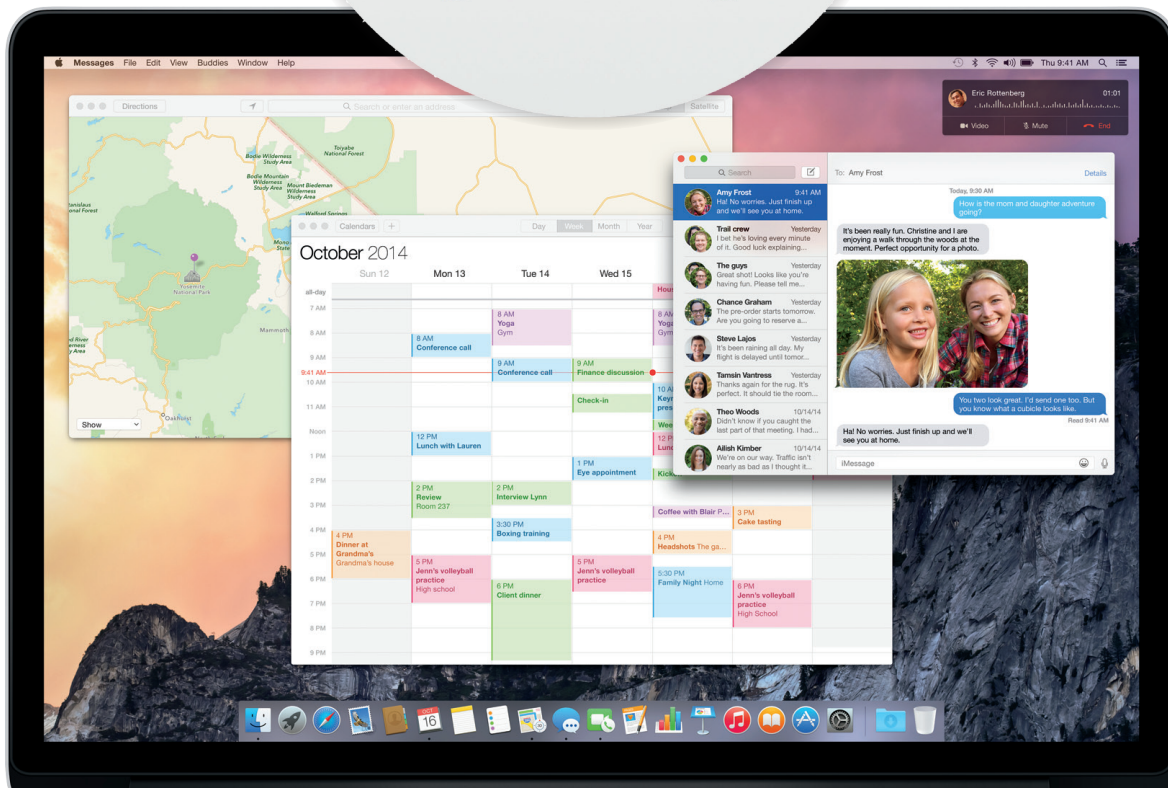 Messages File Edit View Buddies Window Help
Thu 9:41 AM
Directions
Search or enter an address
Satellite
Eric Rottenberg 01:01
Video Mute End
Toiyabe
National Forest
Bodie Wilderness
Study Area
Bodie Mountain
Wilderness
Study Area
Mount Biedeman
Wilderness
Study Area
Stanislaus
National Forest
Yosemite
National Park
Mammoth
Oakhurst
Show
Calendars +
Day Week Month Year
October 2014
Sun 12 Mon 13 Tue 14 Wed 15
all-day
7 AM
8 AM
9 AM
9:41 AM
10 AM
11 AM
Noon
1 PM
2 PM
3 PM
4 PM
5 PM
6 PM
7 PM
8 PM
9 PM
4 PM
Dinner at
Grandma's
Grandma's house
8 AM
Conference call
12 PM
Lunch with Lauren
2 PM
Review
Room 237
5 PM
Jenn's volleyball
practice
High school
8 AM
Yoga
Gym
9 AM
Conference call
2 PM
Interview Lynn
3:30 PM
Boxing training
6 PM
Client dinner
9 AM
Finance discussion
Check-in
1 PM
Eye appointment
5 PM
Jenn's volleyball
practice
8 AM
Yoga
Gym
10 AM
12 PM
Coffee with Blair P...
4 PM
Headshots The ga...
5:30 PM
Family Night Home
3 PM
Cake tasting
6 PM
Jenn's volleyball
practice
High School
Search
Amy Frost 9:41 AM
Ha! No worries. Just finish up
and we'll see you at home.
Trail crew Yesterday
I bet he's loving every minute
of it. Good luck explaining...
The guys Yesterday
Great shot! Looks like you're
having fun. Please tell me...
Chance Graham Yesterday
The pre-order starts tomorrow.
Are you going to reserve a...
Steve Lajos Yesterday
It's been raining all day. My
flight is delayed until tomor...
Tamsin Vantress Yesterday
Thanks again for the rug. It's
perfect. It should tie the room...
Theo Woods 10/14/14
Didn't know if you caught the
last part of that meeting. I had...
Ailish Kimber 10/14/14
We're on our way. Traffic isn't
nearly as bad as I thought it...
To: Amy Frost Details
Today, 9:30 AM
How is the mom and daughter adventure
going?
It's been really fun. Christine and I are
enjoying a walk through the woods at the
moment. Perfect opportunity for a photo.
You two look great. I'd send one too. But
you know what a cubicle looks like.
Read 9:41 AM
Ha! No worries. Just finish up and we'll
see you at home.
iMessage
OCT
16